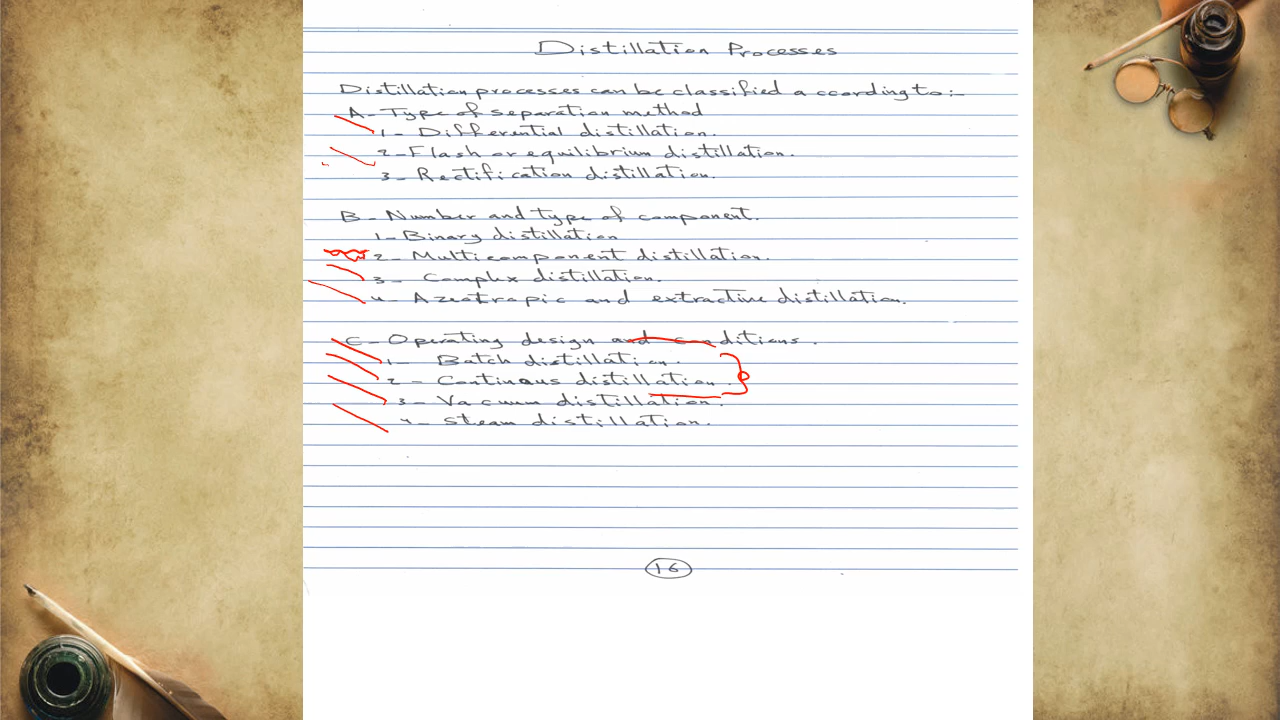 Distillation Processes
Distillation processes can be classified a ccording to:-
A- Type of separation method
1- Differential distillation.
2- Flash or equilibrium distillation.
3- Rectification distillation.
B- Number and type of component.
1- Binary distillation
2- Multicomponent distillation.
3- Complex distillation.
4- Azeotropic and extractive distillation.
C- Operating design and conditions.
1- Batch distillation.
2- Continous distillation.
3- Vacuum distillation.
4- Steam distillation.
16